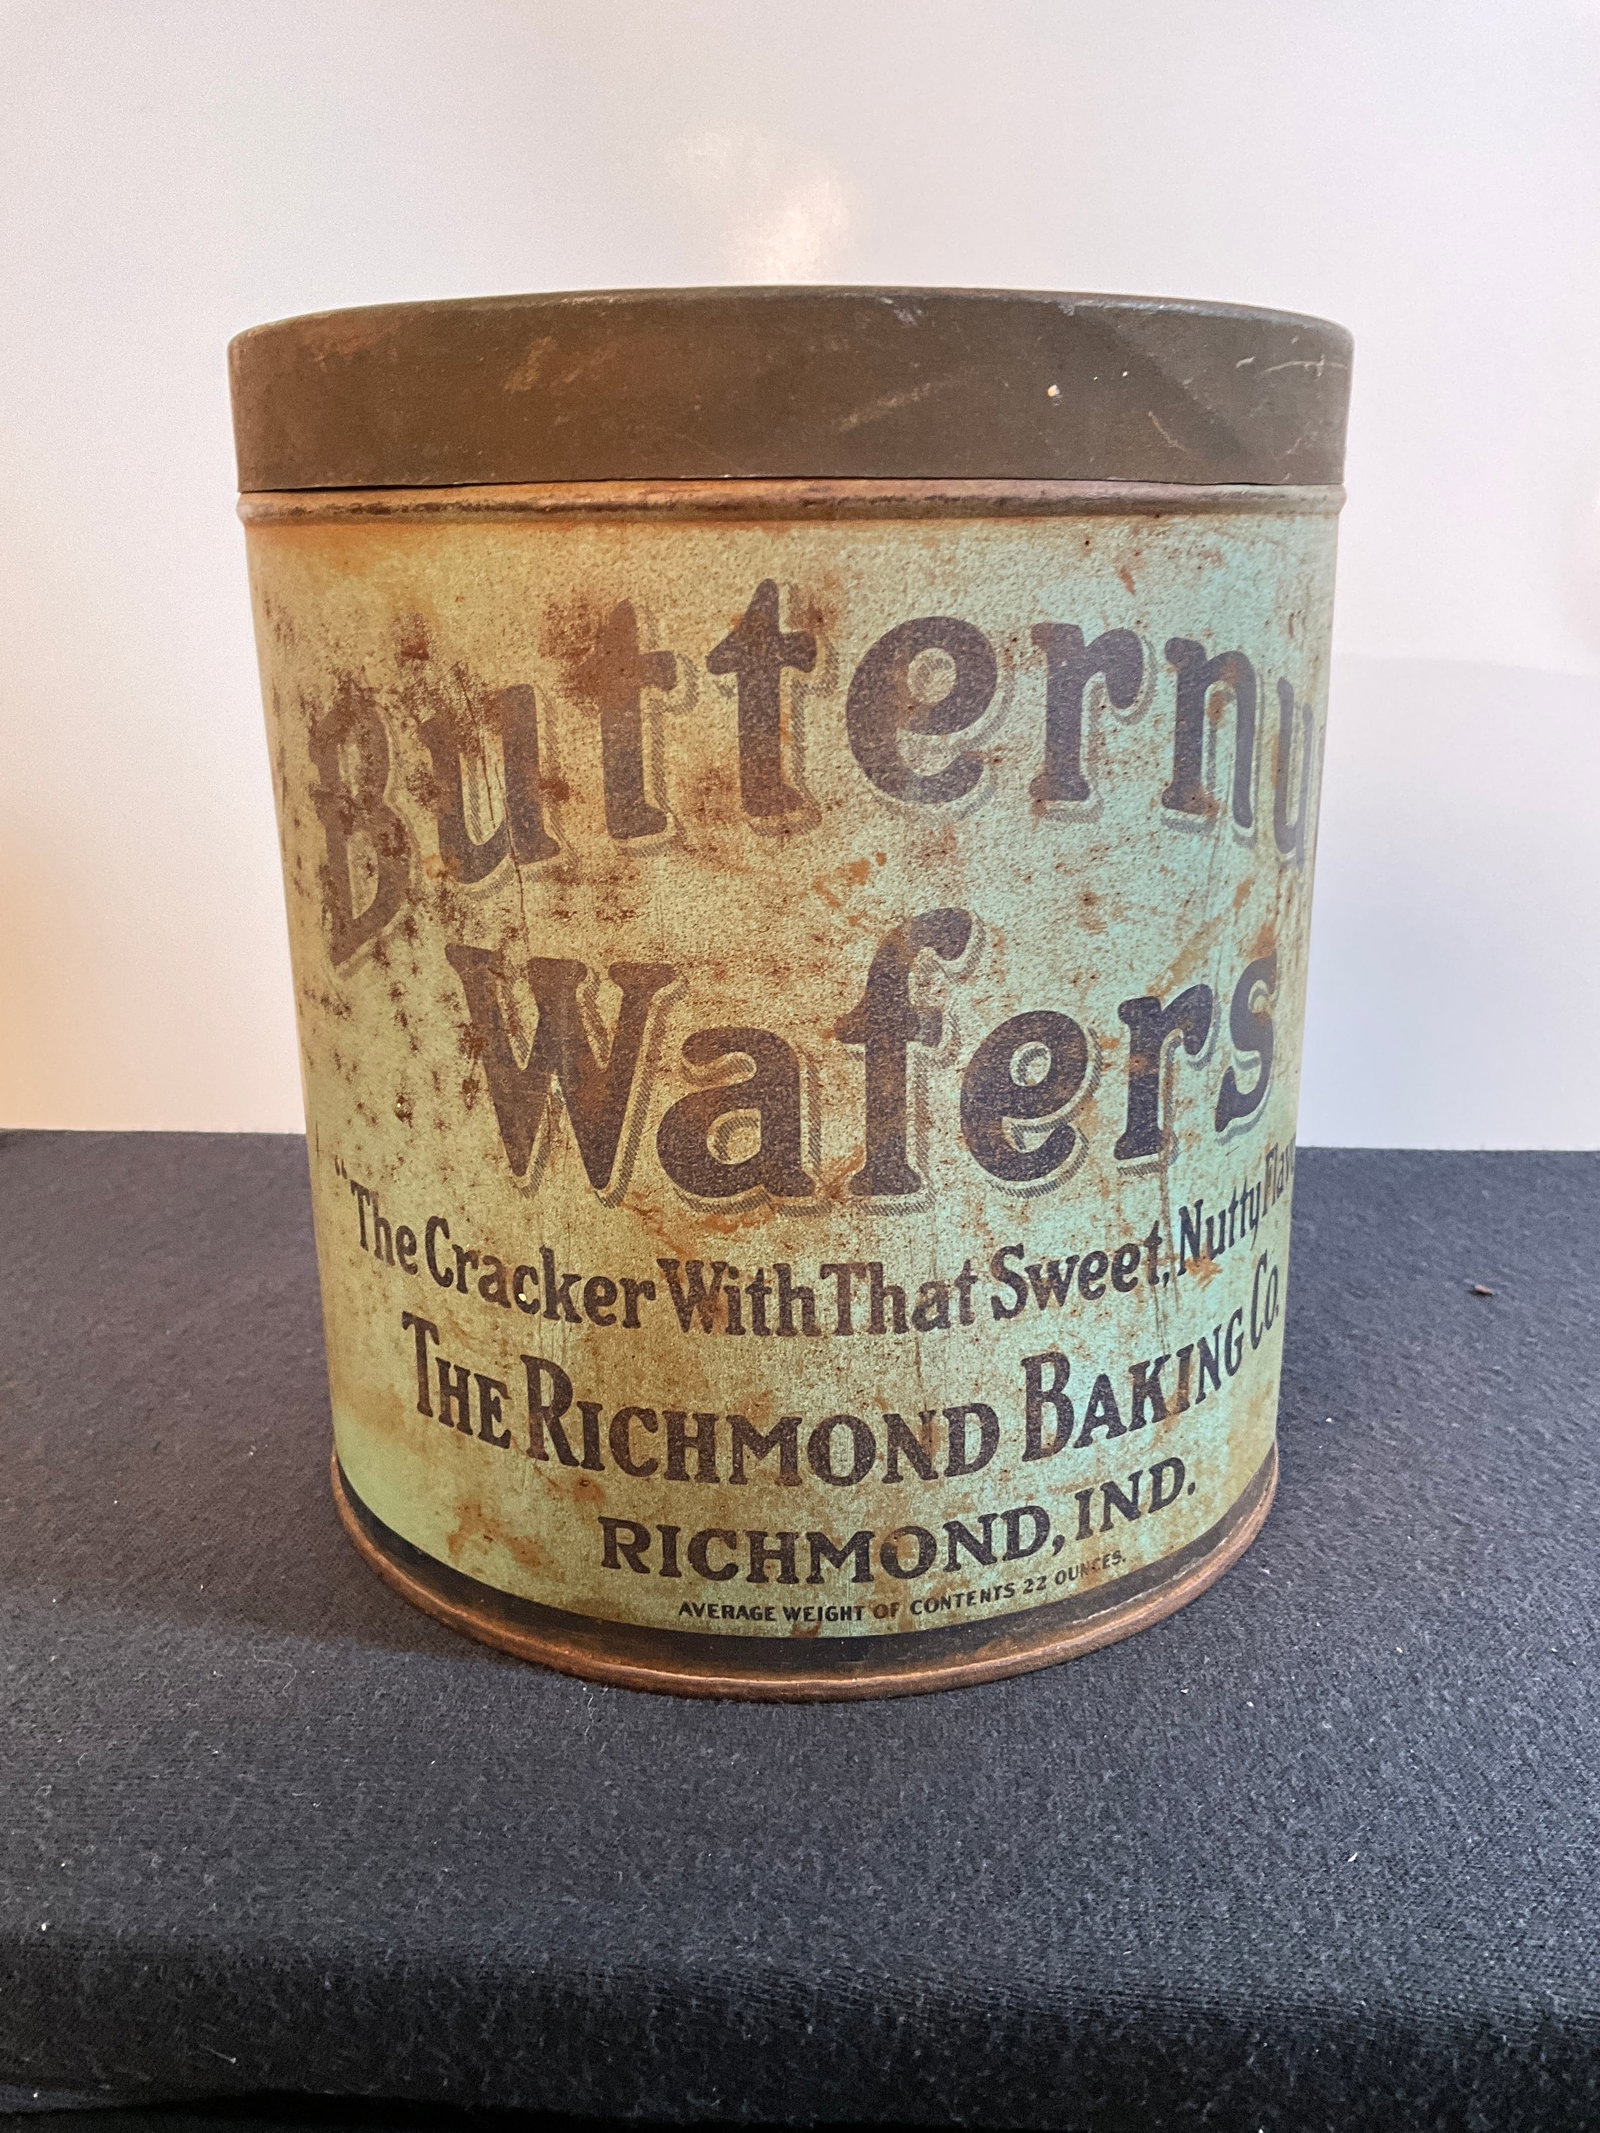 Butternu
Wafers
"The Cracker With That Sweet, Nutty Flav
THE RICHMOND BAKING CO.
RICHMOND, IND.
AVERAGE WEIGHT OF CONTENTS 22 OUNCES.